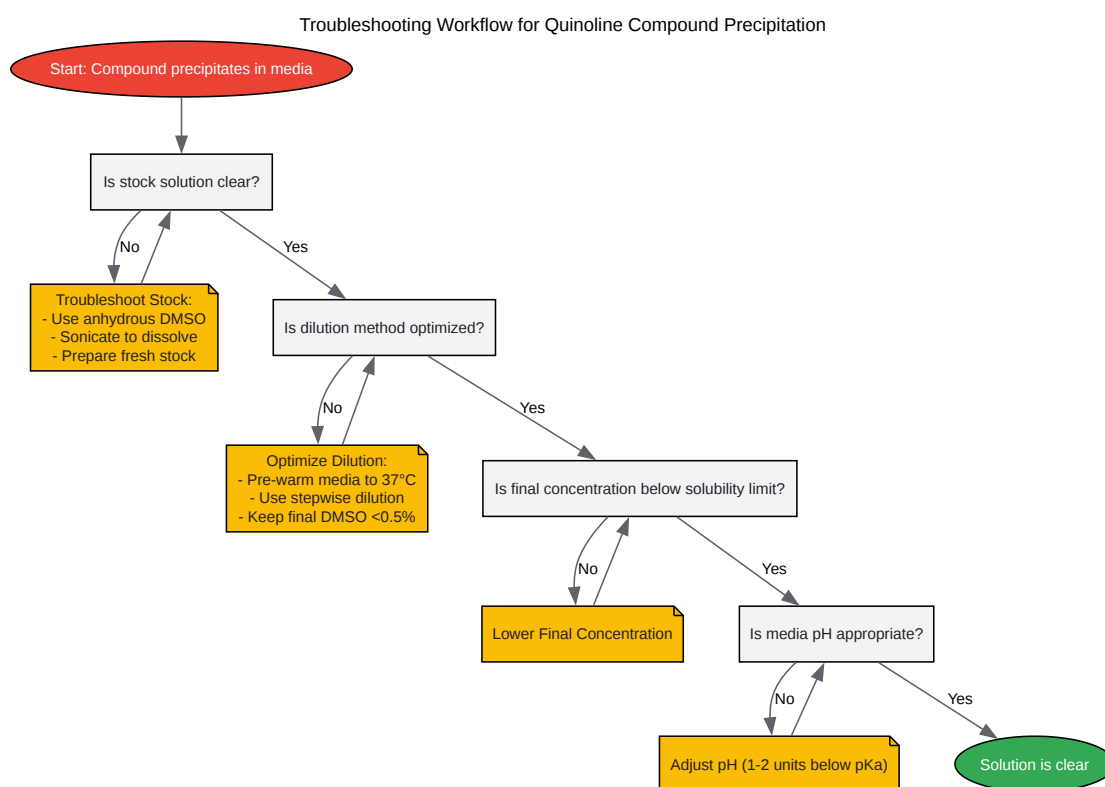 Troubleshooting Workflow for Quinoline Compound Precipitation
Start: Compound precipitates in media
Is stock solution clear?
No
Yes
Troubleshoot Stock:
- Use anhydrous DMSO
- Sonicate to dissolve
- Prepare fresh stock
Is dilution method optimized?
No
Yes
Optimize Dilution:
- Pre-warm media to 37°C
- Use stepwise dilution
- Keep final DMSO <0.5%
Is final concentration below solubility limit?
No
Yes
Lower Final Concentration
Is media pH appropriate?
No
Yes
Adjust pH (1-2 units below pKa)
Solution is clear